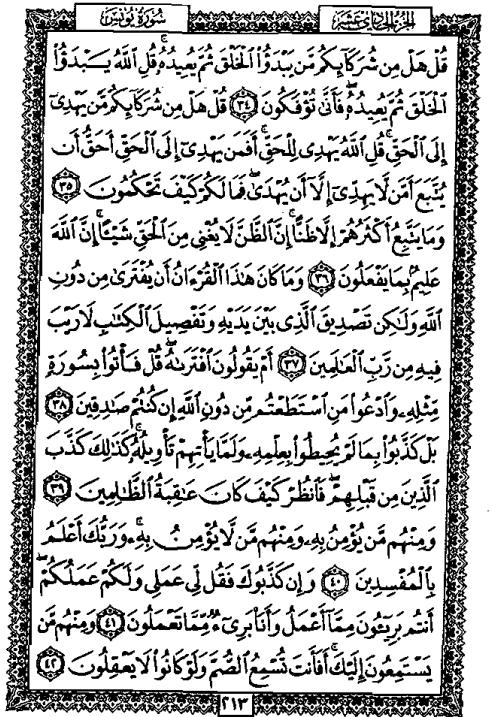 الجزء الحادي عشر
سورة يونس
قُلْ هَلْ مِن شُرَكَآئِكُم مَّن يَبْدَؤُا۟ ٱلْخَلْقَ ثُمَّ يُعِيدُهُۥ ۚ قُلِ ٱللَّهُ يَبْدَؤُا۟
ٱلْخَلْقَ ثُمَّ يُعِيدُهُۥ ۖ فَأَنَّىٰ تُؤْفَكُونَ ٣٤ قُلْ هَلْ مِن شُرَكَآئِكُم مَّن يَهْدِىٓ
إِلَى ٱلْحَقِّ ۚ قُلِ ٱللَّهُ يَهْدِى لِلْحَقِّ ۗ أَفَمَن يَهْدِىٓ إِلَى ٱلْحَقِّ أَحَقُّ أَن
يُتَّبَعَ أَمَّن لَّا يَهِدِّىٓ إِلَّآ أَن يُهْدَىٰ ۖ فَمَا لَكُمْ كَيْفَ تَحْكُمُونَ ٣٥
وَمَا يَتَّبِعُ أَكْثَرُهُمْ إِلَّا ظَنًّا ۚ إِنَّ ٱلظَّنَّ لَا يُغْنِى مِنَ ٱلْحَقِّ شَيْـًٔا ۚ إِنَّ ٱللَّهَ
عَلِيمٌۢ بِمَا يَفْعَلُونَ ٣٦ وَمَا كَانَ هَـٰذَا ٱلْقُرْءَانُ أَن يُفْتَرَىٰ مِن دُونِ
ٱللَّهِ وَلَـٰكِن تَصْدِيقَ ٱلَّذِى بَيْنَ يَدَيْهِ وَتَفْصِيلَ ٱلْكِتَـٰبِ لَا رَيْبَ
فِيهِ مِن رَّبِّ ٱلْعَـٰلَمِينَ ٣٧ أَمْ يَقُولُونَ ٱفْتَرَىٰهُ ۖ قُلْ فَأْتُوا۟ بِسُورَةٍ
مِّثْلِهِۦ وَٱدْعُوا۟ مَنِ ٱسْتَطَعْتُم مِّن دُونِ ٱللَّهِ إِن كُنتُمْ صَـٰدِقِينَ ٣٨
بَلْ كَذَّبُوا۟ بِمَا لَمْ يُحِيطُوا۟ بِعِلْمِهِۦ وَلَمَّا يَأْتِهِمْ تَأْوِيلُهُۥ ۚ كَذَٰلِكَ كَذَّبَ
ٱلَّذِينَ مِن قَبْلِهِمْ ۖ فَٱنظُرْ كَيْفَ كَانَ عَـٰقِبَةُ ٱلظَّـٰلِمِينَ ٣٩
وَمِنْهُم مَّن يُؤْمِنُ بِهِۦ وَمِنْهُم مَّن لَّا يُؤْمِنُ بِهِۦ ۚ وَرَبُّكَ أَعْلَمُ
بِٱلْمُفْسِدِينَ ٤٠ وَإِن كَذَّبُوكَ فَقُل لِّى عَمَلِى وَلَكُمْ عَمَلُكُمْ ۖ
أَنتُم بَرِيٓـُٔونَ مِمَّآ أَعْمَلُ وَأَنَا۠ بَرِىٓءٌ مِّمَّا تَعْمَلُونَ ٤١ وَمِنْهُم مَّن
يَسْتَمِعُونَ إِلَيْكَ ۚ أَفَأَنتَ تُسْمِعُ ٱلصُّمَّ وَلَوْ كَانُوا۟ لَا يَعْقِلُونَ ٤٢
٢١٣